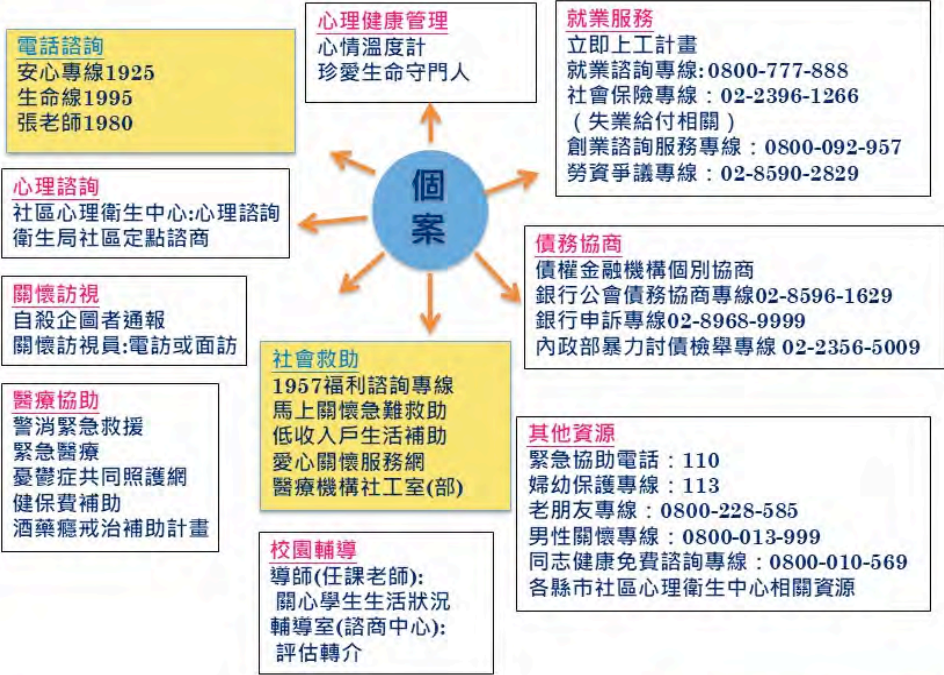 電話諮詢
安心專線1925
生命線1995
張老師1980
心理健康管理
心情溫度計
珍愛生命守門人
就業服務
立即上工計畫
就業諮詢專線:0800-777-888
社會保險專線：02-2396-1266
（失業給付相關）
創業諮詢服務專線：0800-092-957
勞資爭議專線：02-8590-2829
個
案
心理諮詢
社區心理衛生中心:心理諮詢
衛生局社區定點諮商
債務協商
債權金融機構個別協商
銀行公會債務協商專線02-8596-1629
銀行申訴專線02-8968-9999
內政部暴力討債檢舉專線 02-2356-5009
關懷訪視
自殺企圖者通報
關懷訪視員:電訪或面訪
社會救助
1957福利諮詢專線
馬上關懷急難救助
低收入戶生活補助
愛心關懷服務網
醫療機構社工室(部)
醫療協助
警消緊急救援
緊急醫療
憂鬱症共同照護網
健保費補助
酒藥癮戒治補助計畫
其他資源
緊急協助電話：110
婦幼保護專線：113
老朋友專線：0800-228-585
男性關懷專線：0800-013-999
同志健康免費諮詢專線：0800-010-569
各縣市社區心理衛生中心相關資源
校園輔導
導師(任課老師):
關心學生生活狀況
輔導室(諮商中心):
評估轉介